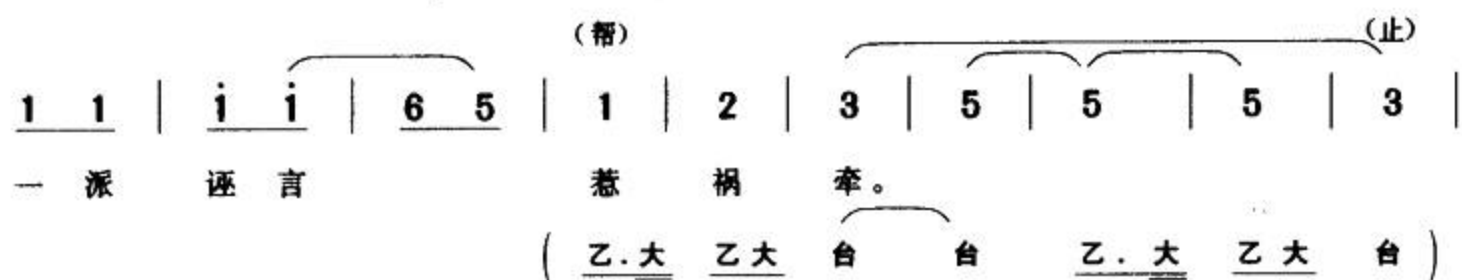 （帮） （止）
1 1 | i̇ i̇ | 6 5 | 1 | 2 | 3 | 5 | 5 | 5 | 3 |
一 派 诬 言 惹 祸 牵。
（ 乙.大 乙大 台 台 乙.大 乙大 台 ）